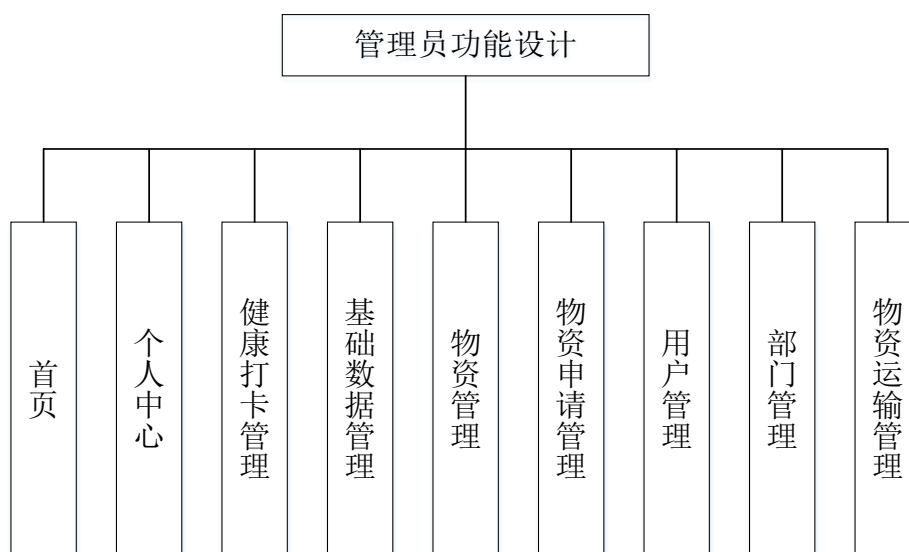 管理员功能设计
首页
个人中心
健康打卡管理
基础数据管理
物资管理
物资申请管理
用户管理
部门管理
物资运输管理